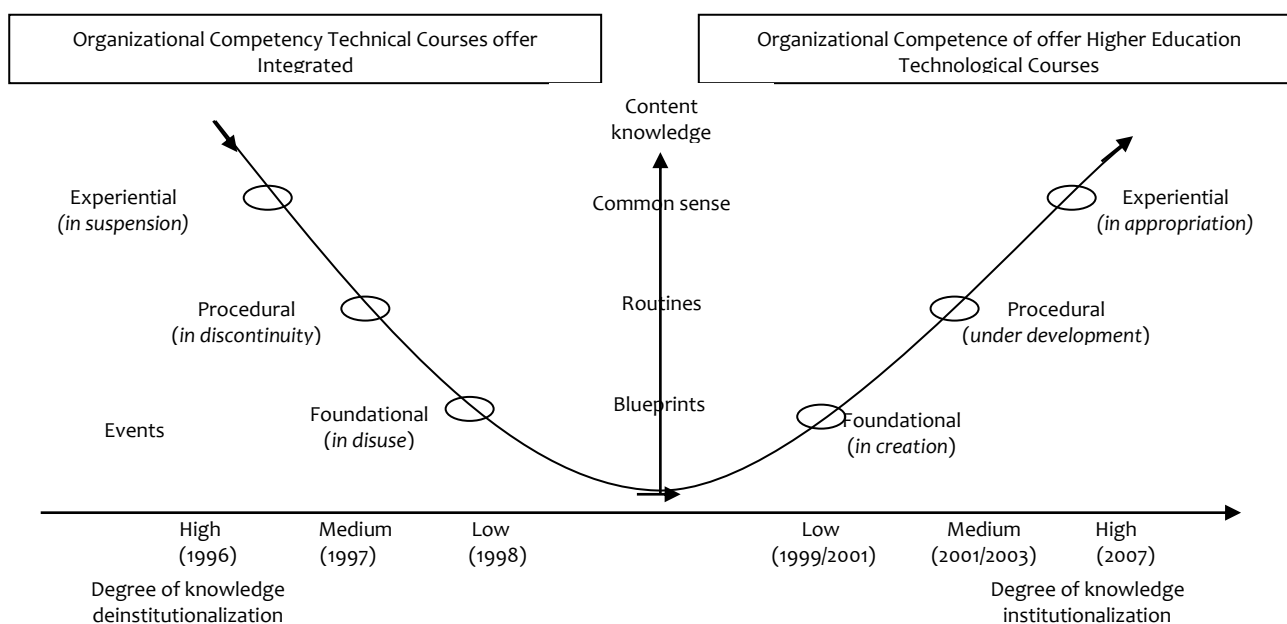 Organizational Competency Technical Courses offer
Integrated
Organizational Competence of offer Higher Education
Technological Courses
Content
knowledge
Experiential
(in suspension)
Common sense
Experiential
(in appropriation)
Procedural
(in discontinuity)
Routines
Procedural
(under development)
Events
Foundational
(in disuse)
Blueprints
Foundational
(in creation)
High
(1996)
Medium
(1997)
Low
(1998)
Low
(1999/2001)
Medium
(2001/2003)
High
(2007)
Degree of knowledge
deinstitutionalization
Degree of knowledge
institutionalization